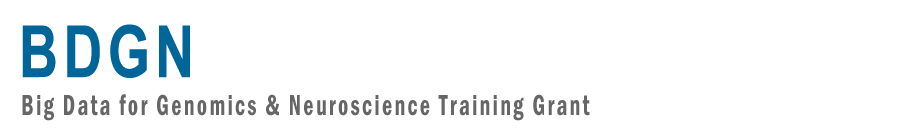 BDGN
Big Data for Genomics & Neuroscience Training Grant